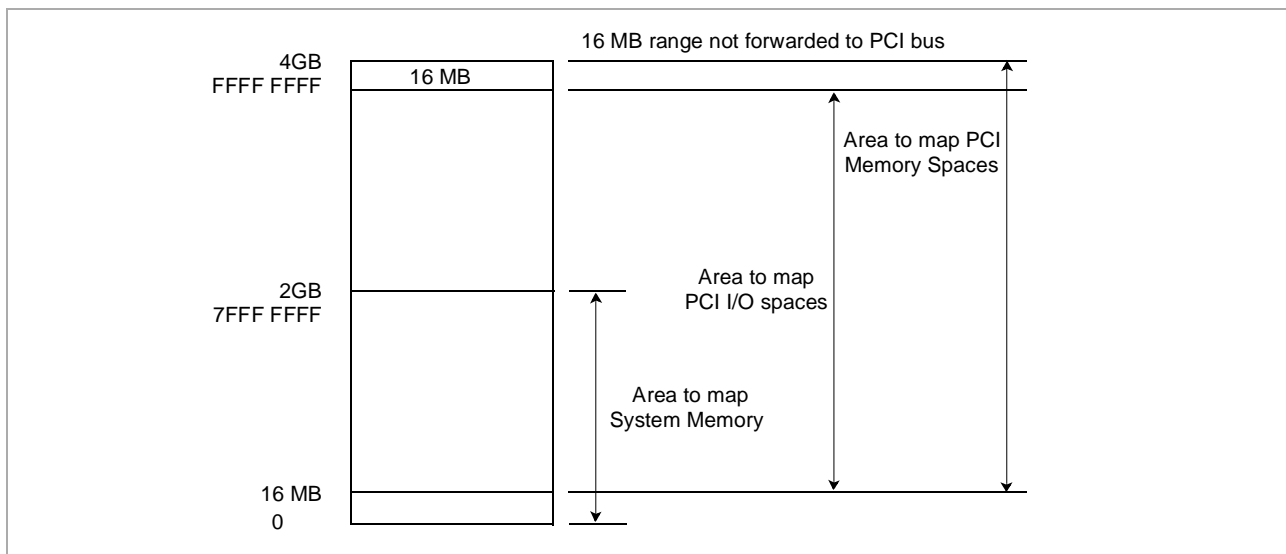 16 MB range not forwarded to PCI bus
4GB
FFFF FFFF
16 MB
Area to map PCI
Memory Spaces
Area to map
PCI I/O spaces
2GB
7FFF FFFF
Area to map
System Memory
16 MB
0